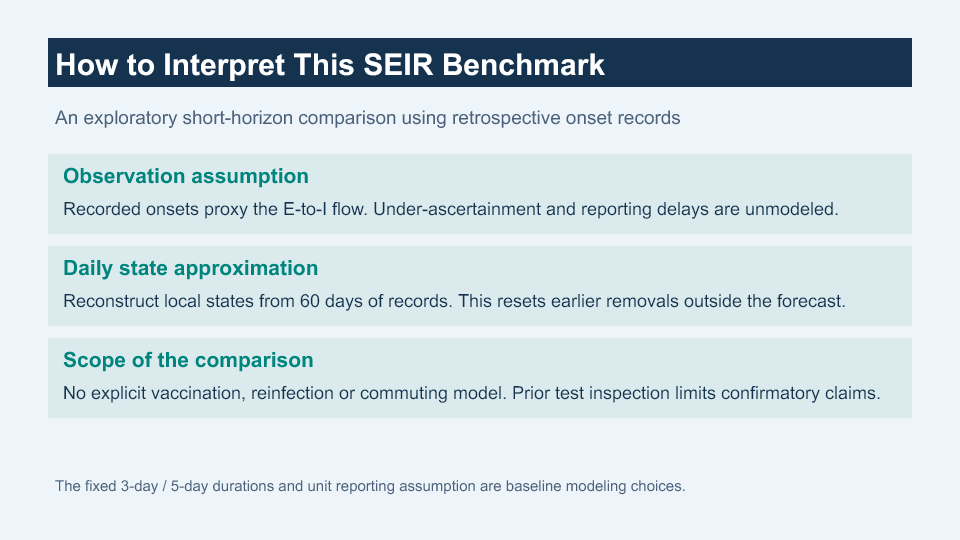 How to Interpret This SEIR Benchmark
An exploratory short-horizon comparison using retrospective onset records
Observation assumption
Recorded onsets proxy the E-to-I flow. Under-ascertainment and reporting delays are unmodeled.
Daily state approximation
Reconstruct local states from 60 days of records. This resets earlier removals outside the forecast.
Scope of the comparison
No explicit vaccination, reinfection or commuting model. Prior test inspection limits confirmatory claims.
The fixed 3-day / 5-day durations and unit reporting assumption are baseline modeling choices.